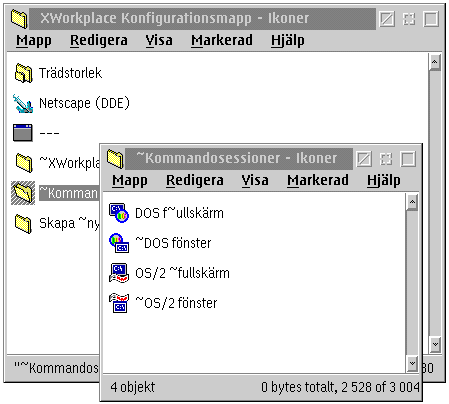 XWorkplace Konfigurationsmapp - Ikoner
Mapp Redigera Visa Markerad Hjälp
Trädstorlek
Netscape (DDE)
---
~XWorkpla
~Komman
Skapa ~ny
"~Kommandos
30
~Kommandosessioner - Ikoner
Mapp Redigera Visa Markerad Hjälp
DOS f~ullskärm
~DOS fönster
OS/2 ~fullskärm
~OS/2 fönster
4 objekt 0 bytes totalt, 2 528 of 3 004